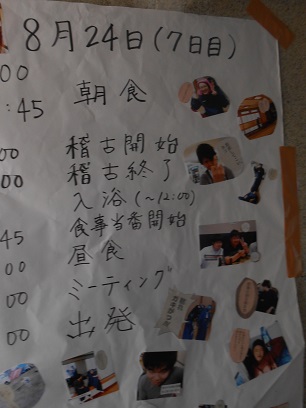 8月24日(7日目)
00
:45 朝食
00 稽古開始
00 稽古終了
入浴(~12:00)
食事当番開始
45 昼食
00 ミーティング
00 出発